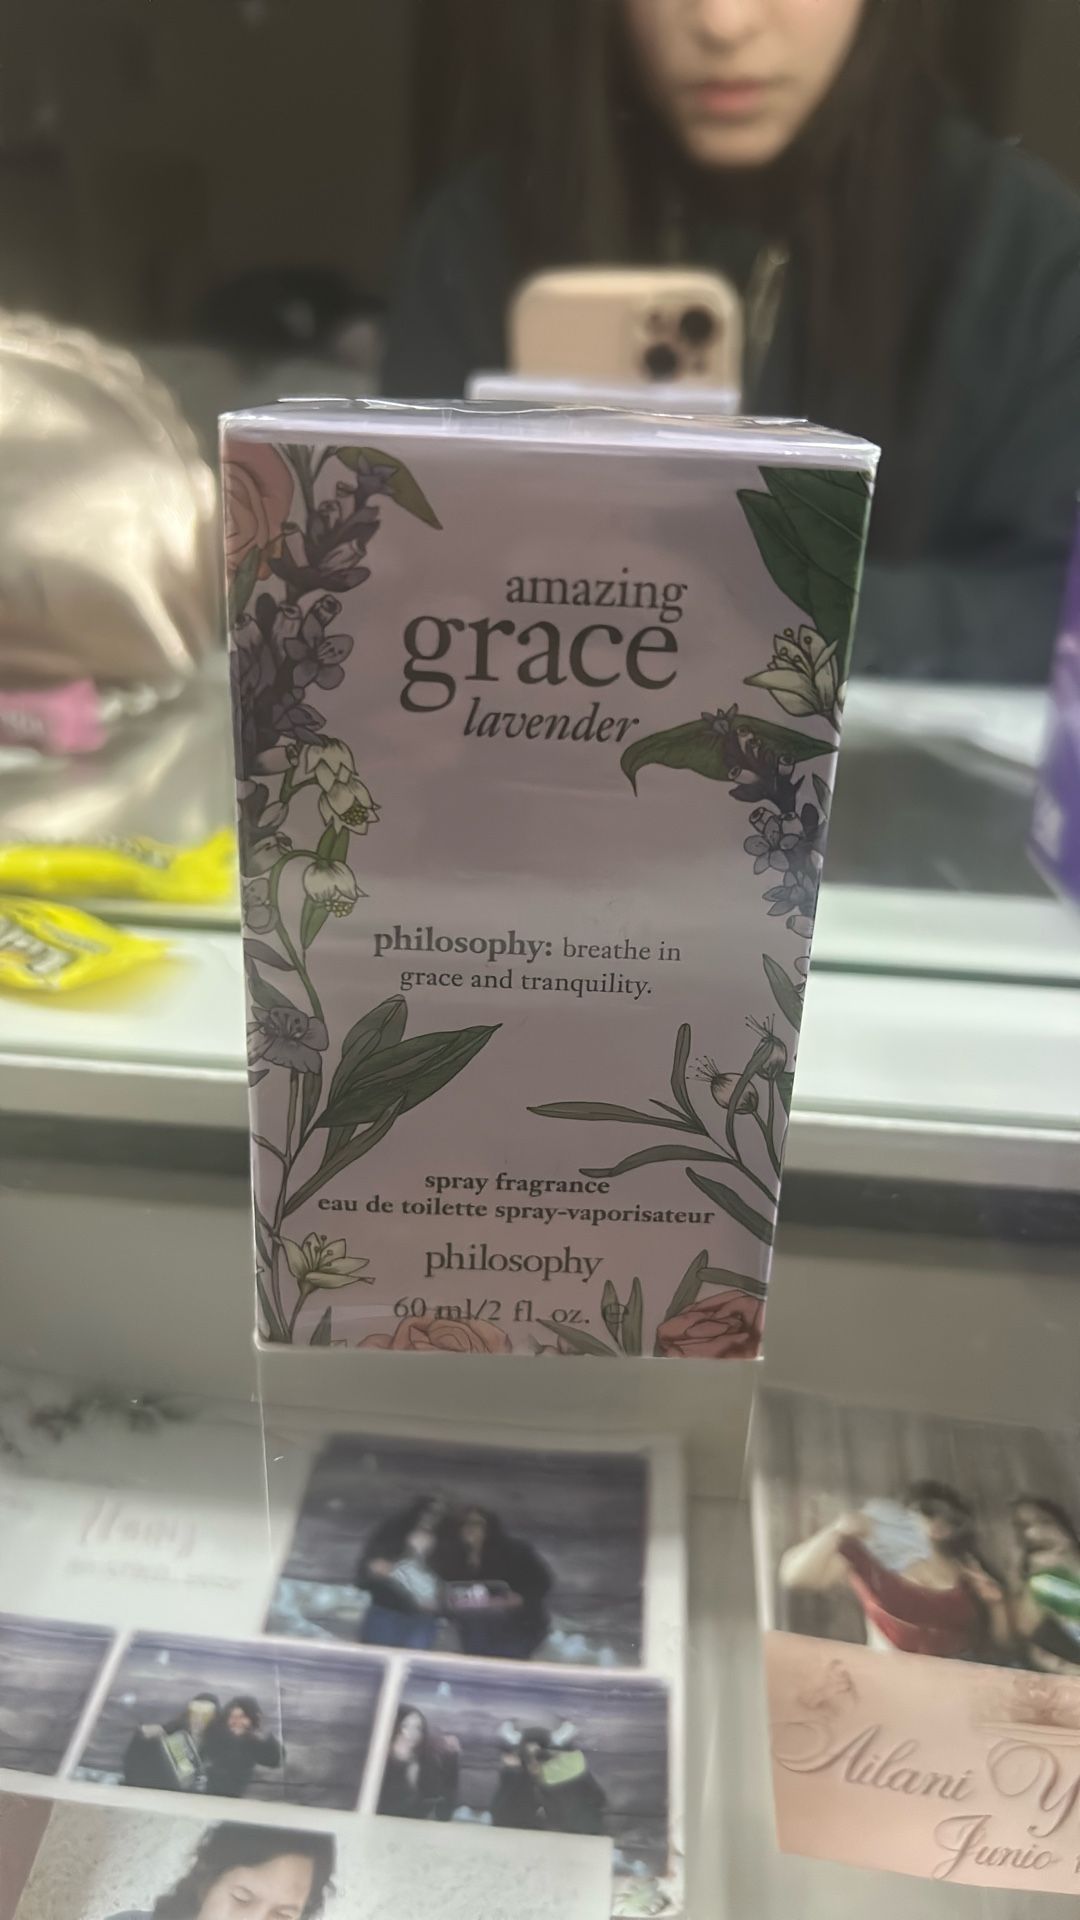 amazing
grace
lavender
philosophy: breathe in
grace and tranquility.
spray fragrance
eau de toilette spray-vaporisateur
philosophy
60 ml/2 fl. oz. ℮
Ailani Y
Junio